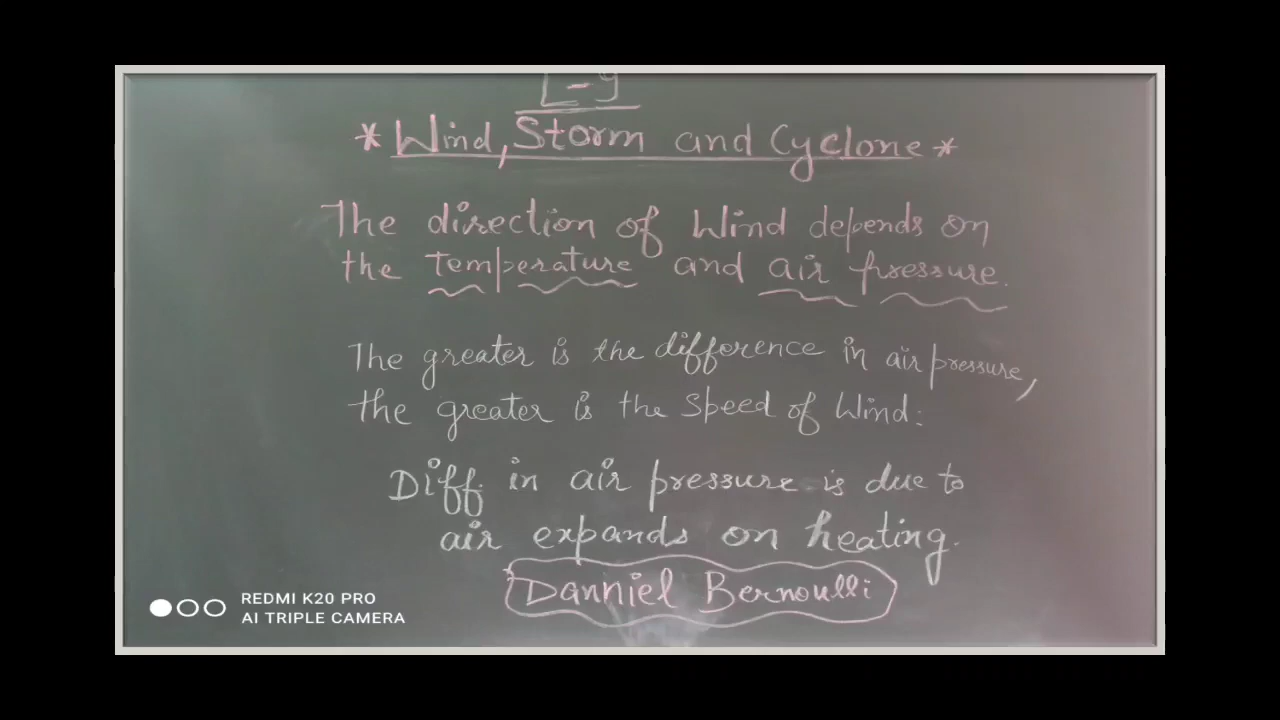 L-9
* Wind, Storm and Cyclone *
The direction of Wind depends on
the temperature and air pressure.
The greater is the difference in air pressure,
the greater is the speed of Wind.
Diff. in air pressure is due to
air expands on heating.
Danniel Bernoulli
REDMI K20 PRO
AI TRIPLE CAMERA